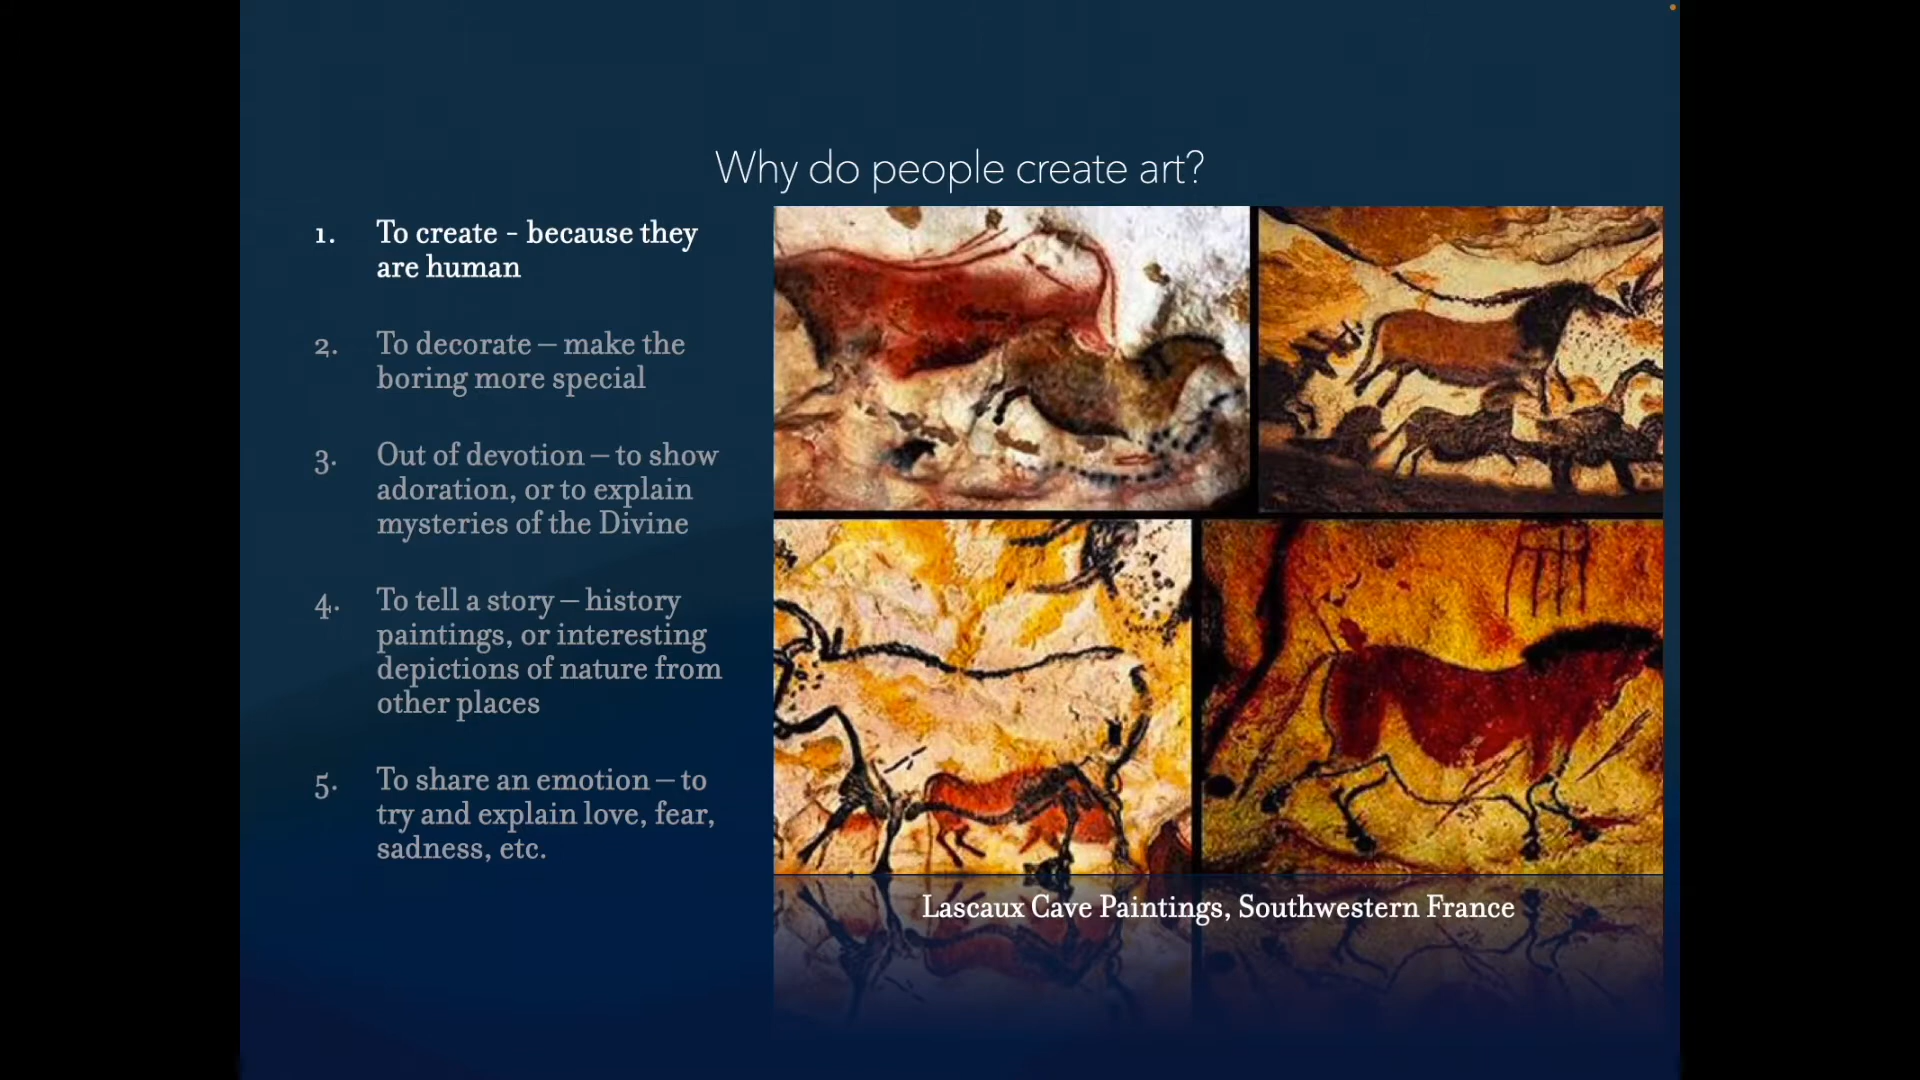 Why do people create art?
1. To create - because they
are human
2. To decorate – make the
boring more special
3. Out of devotion – to show
adoration, or to explain
mysteries of the Divine
4. To tell a story – history
paintings, or interesting
depictions of nature from
other places
5. To share an emotion – to
try and explain love, fear,
sadness, etc.
Lascaux Cave Paintings, Southwestern France